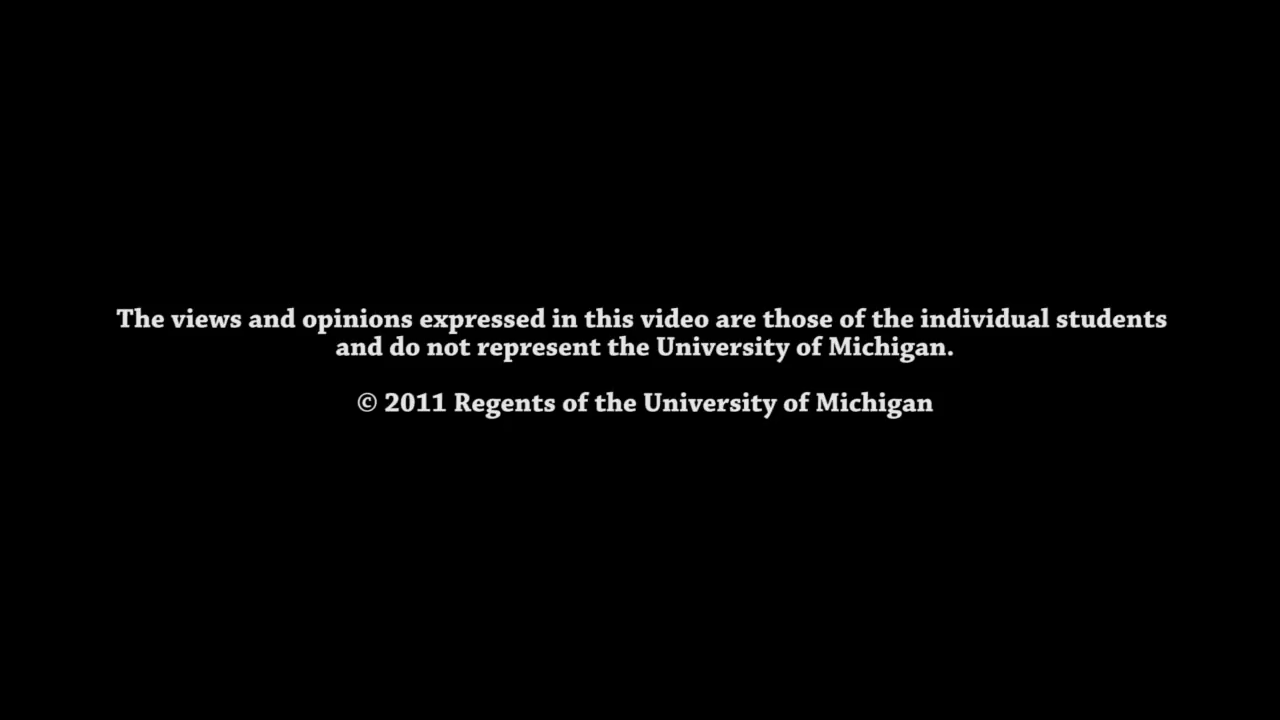 The views and opinions expressed in this video are those of the individual students
and do not represent the University of Michigan.
© 2011 Regents of the University of Michigan